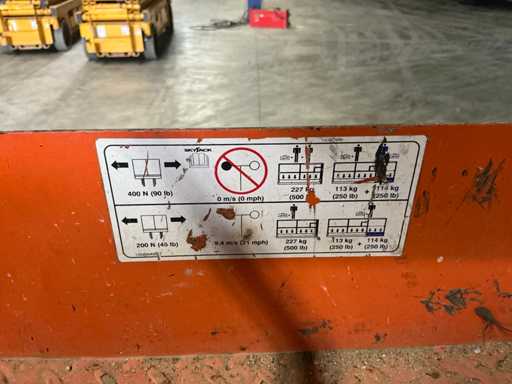 SKYJACK
400 N (90 lb) 0 m/s (0 mph) 227 kg (500 113 kg (250 lb) + 114 kg (250 lb)
200 N (45 lb) 9.4 m/s (21 mph) 227 kg (500 lb) 113 kg (250 lb) + 114 kg (250 lb)